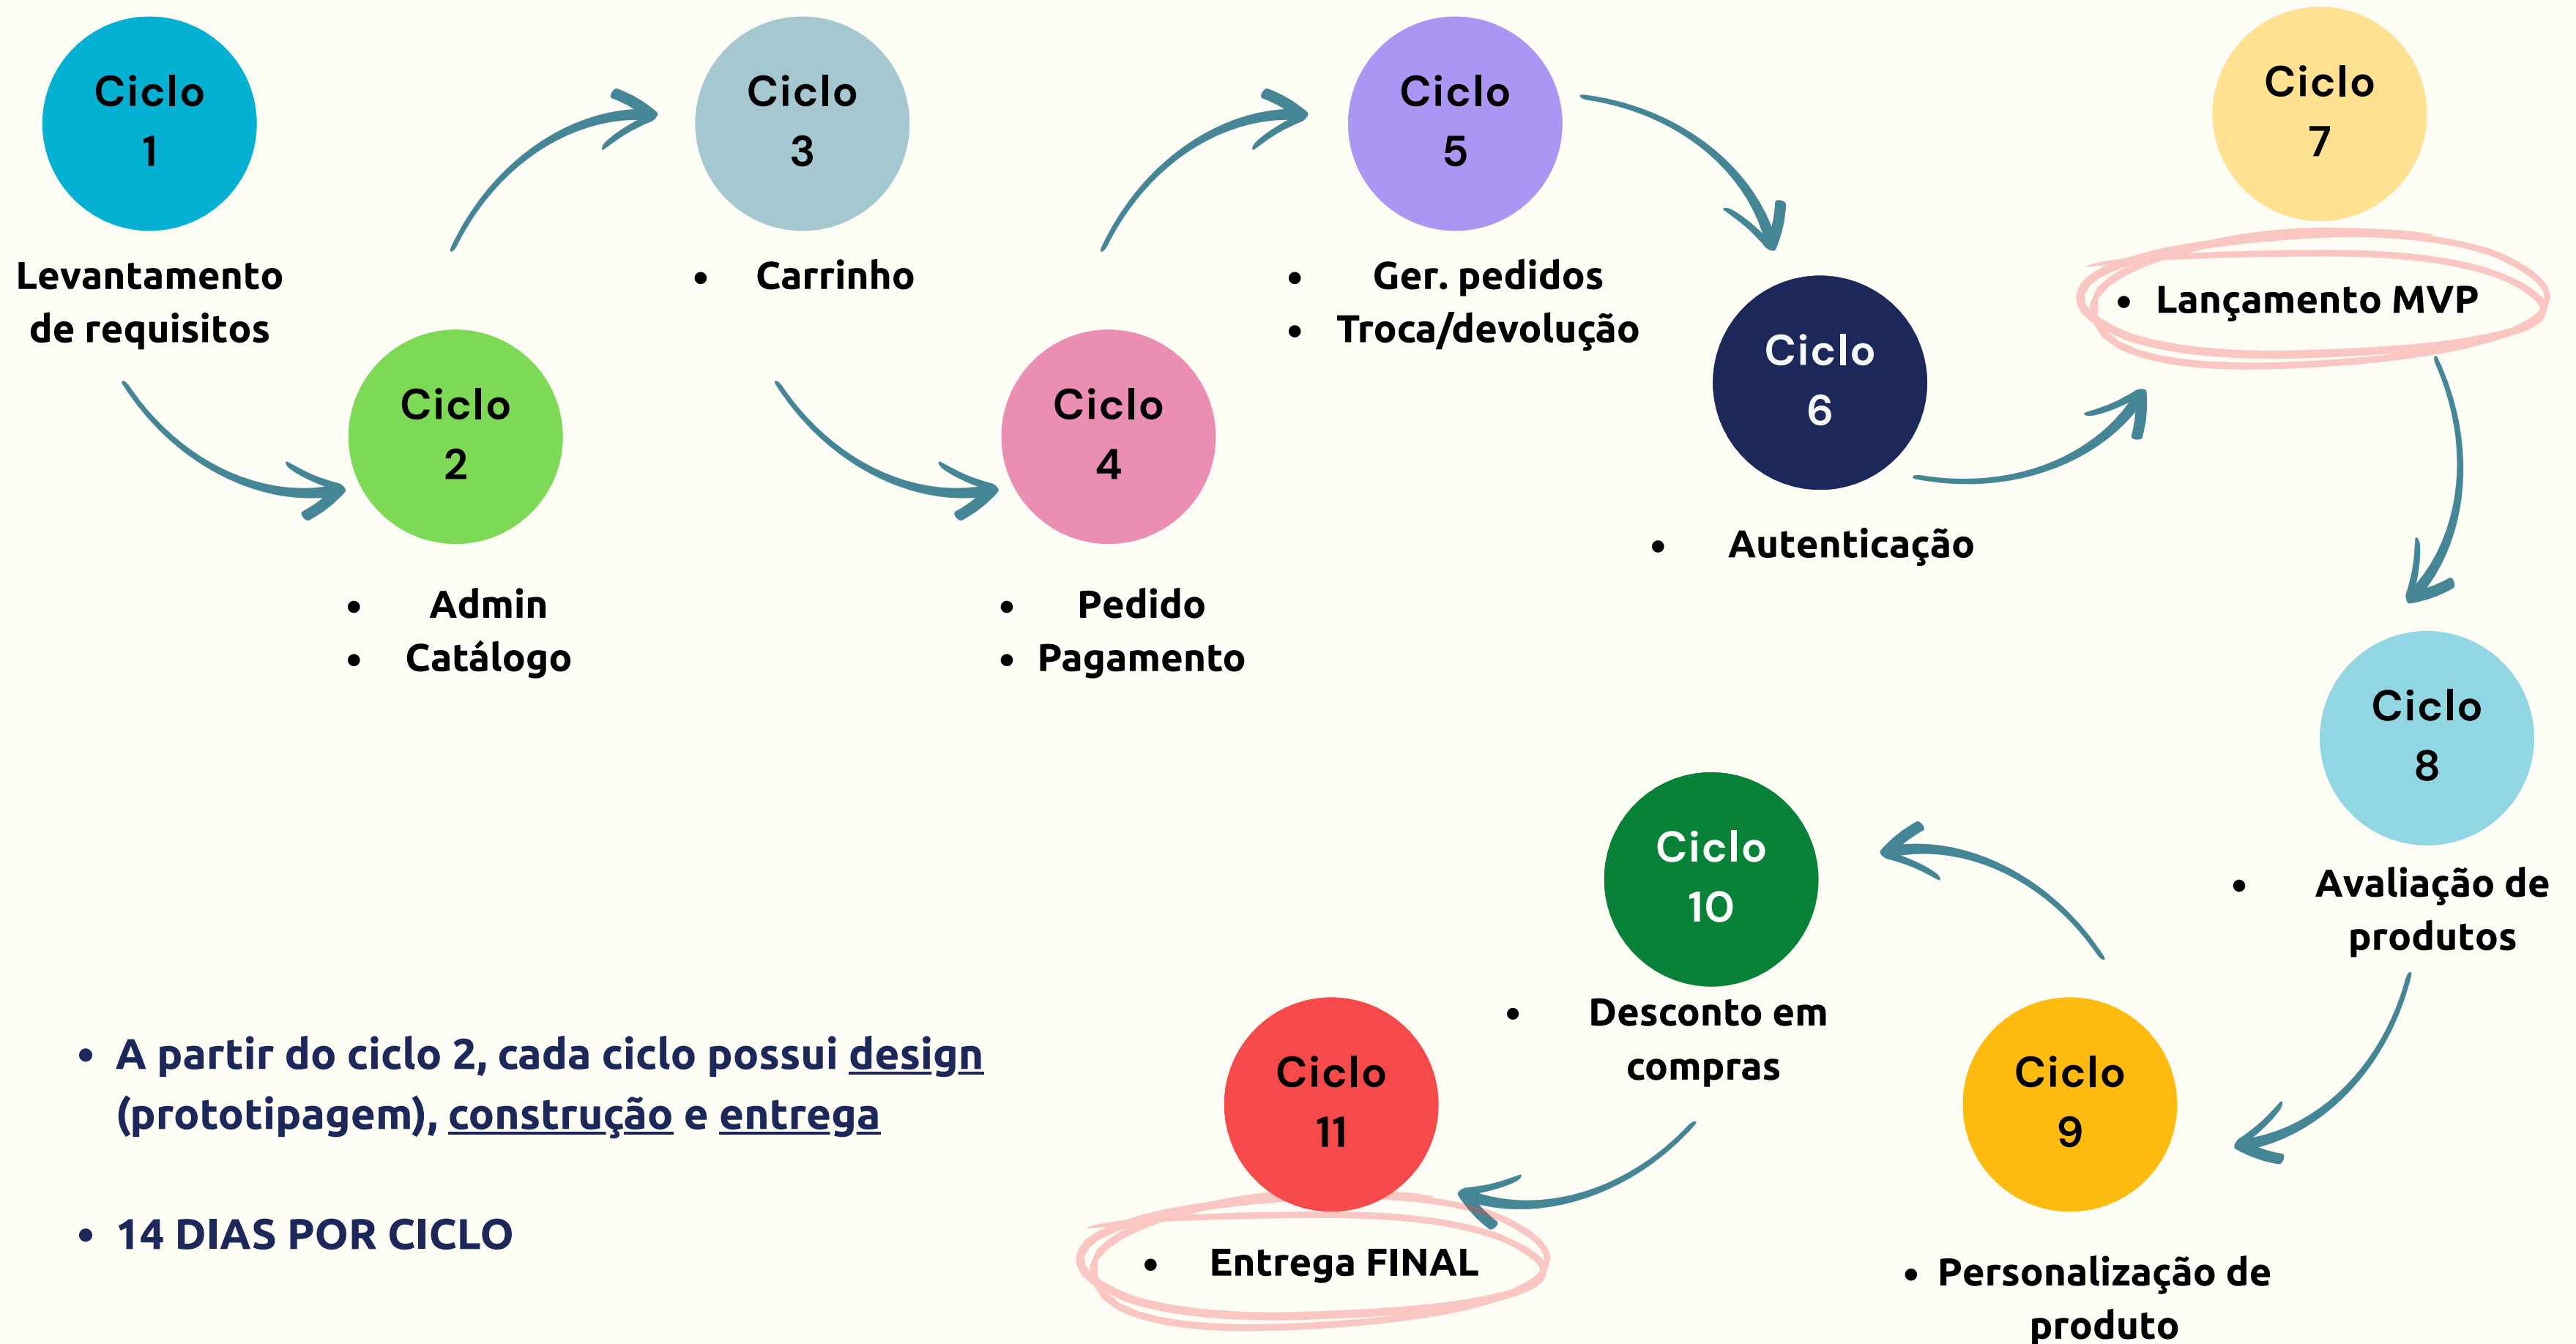 Ciclo
1
Levantamento
de requisitos
Ciclo
2
• Admin
• Catálogo
Ciclo
3
• Carrinho
Ciclo
4
• Pedido
• Pagamento
Ciclo
5
• Ger. pedidos
• Troca/devolução
Ciclo
6
• Autenticação
Ciclo
7
• Lançamento MVP
Ciclo
8
• Avaliação de
produtos
Ciclo
9
• Personalização de
produto
Ciclo
10
• Desconto em
compras
Ciclo
11
• Entrega FINAL
• A partir do ciclo 2, cada ciclo possui design
(prototipagem), construção e entrega
• 14 DIAS POR CICLO